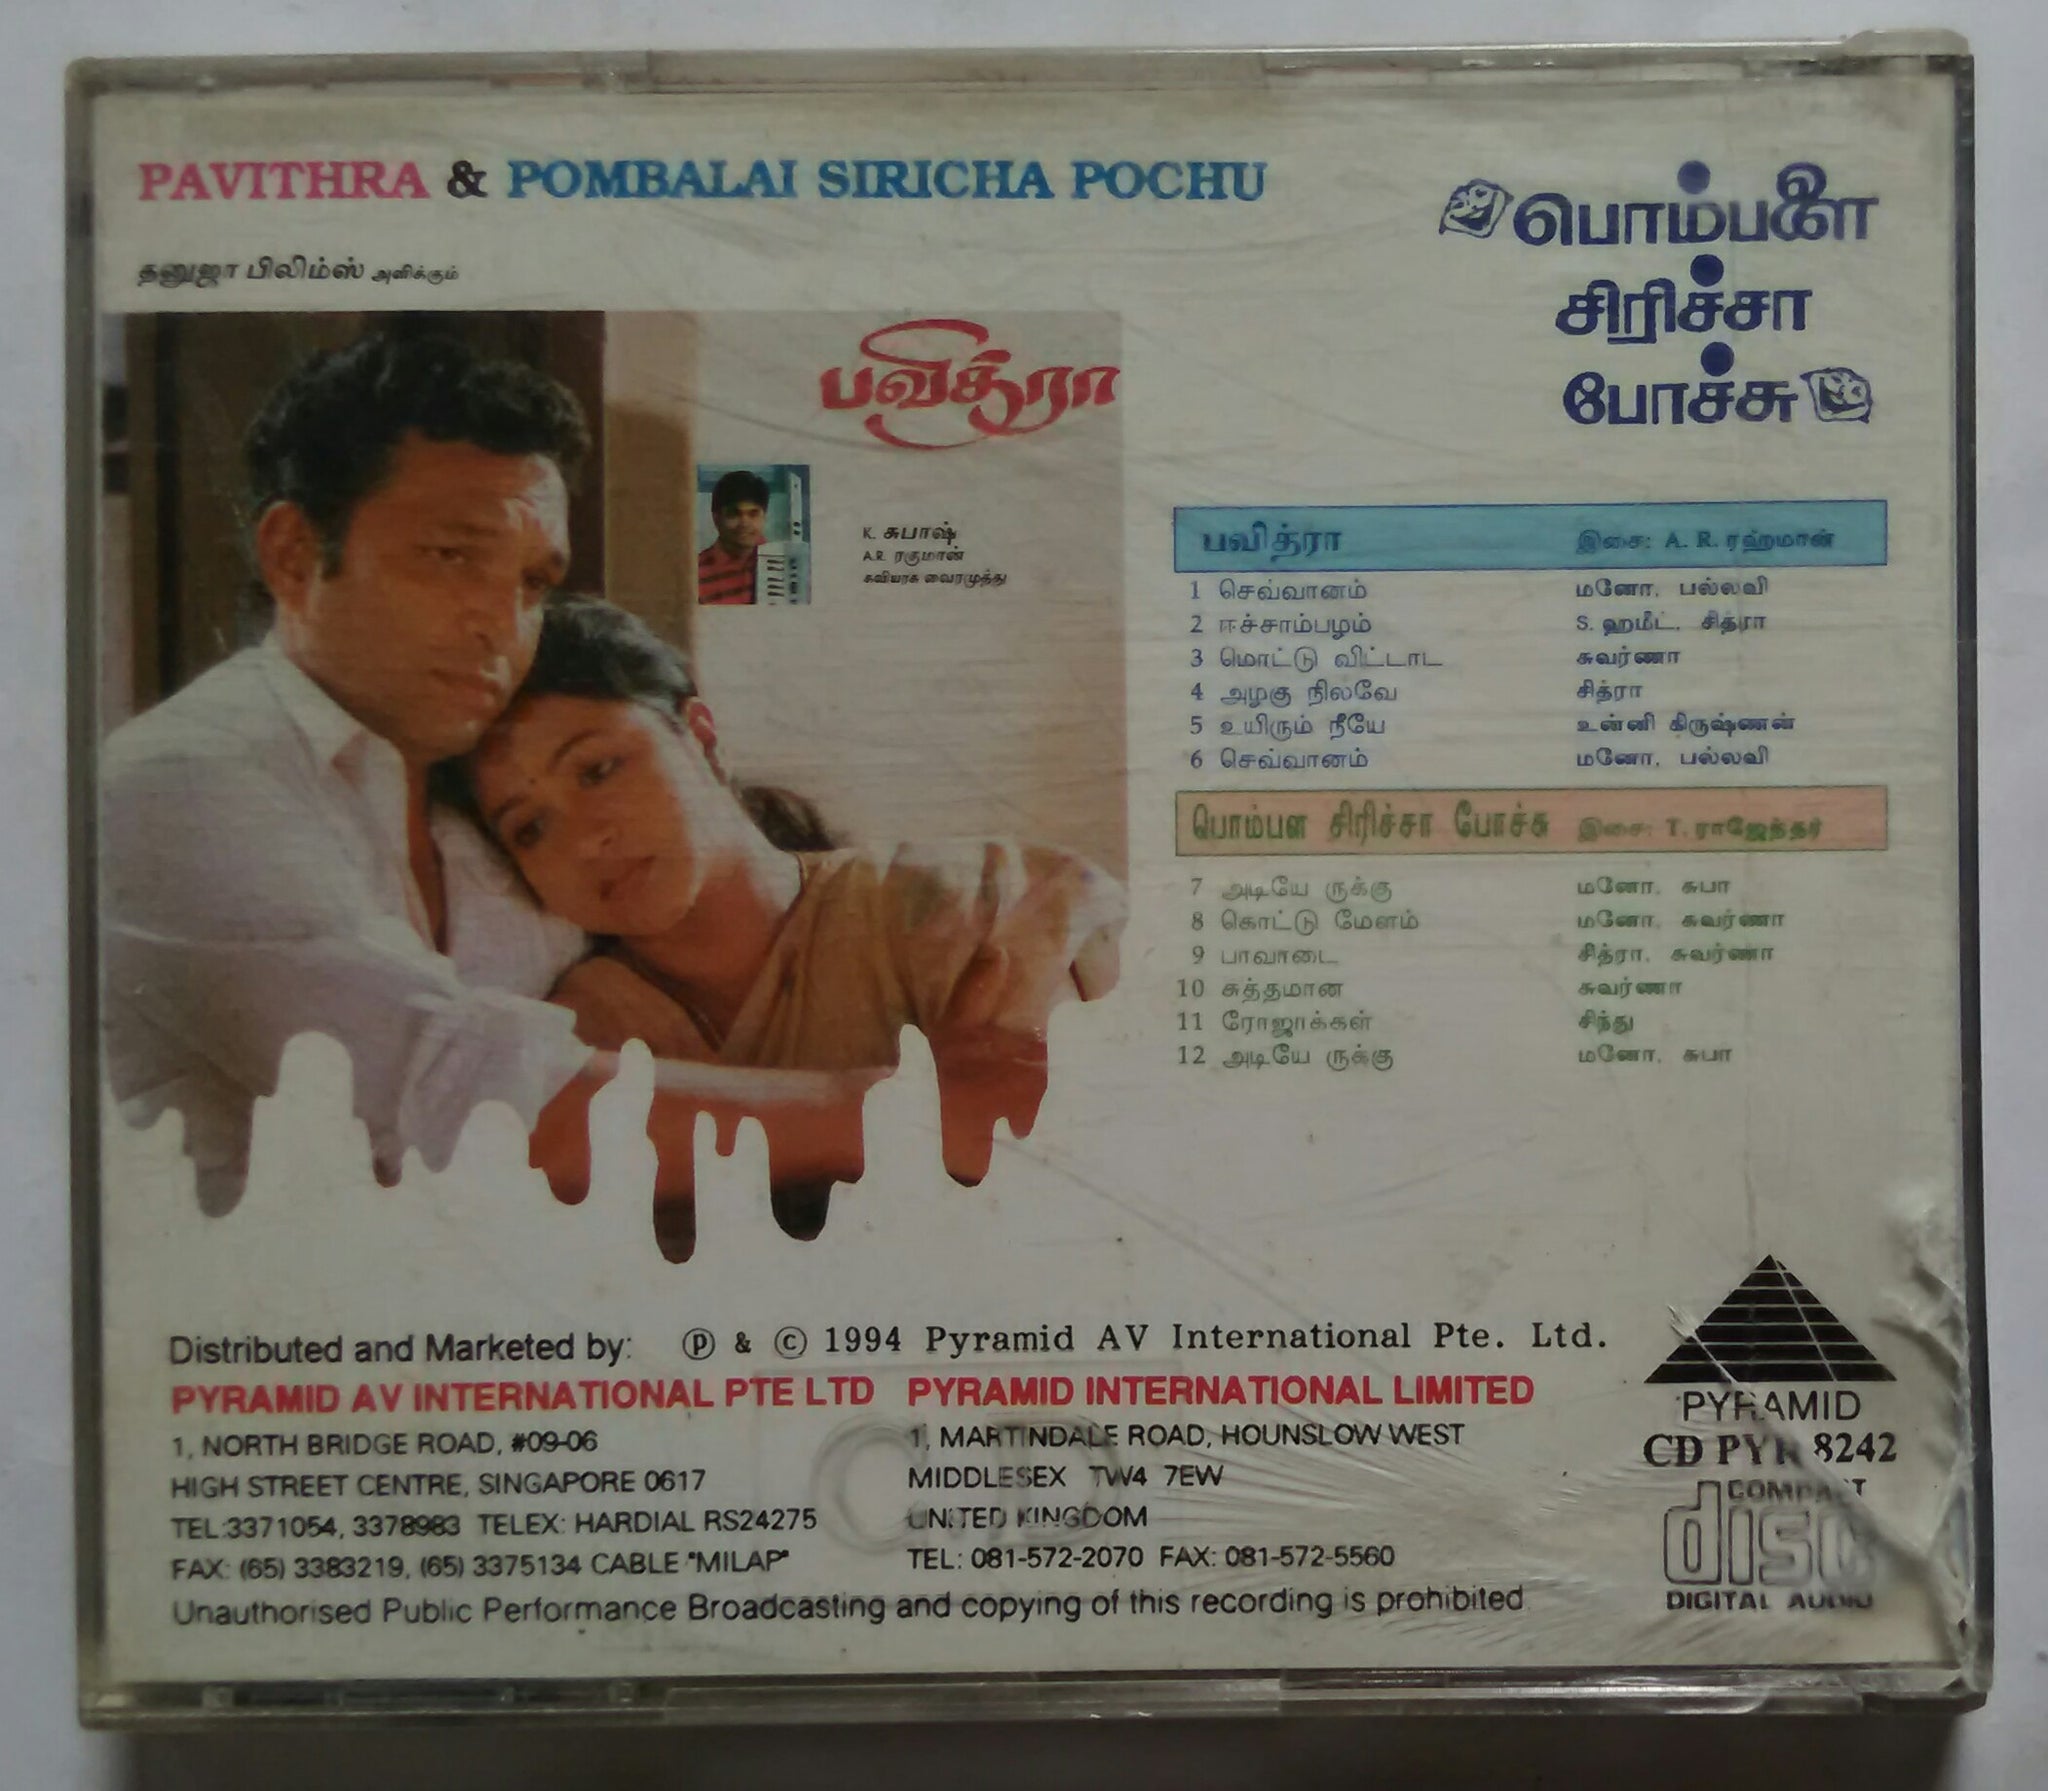 PAVITHRA & POMBALAI SIRICHA POCHU
தனுஜா பிலிம்ஸ் அளிக்கும்
பவித்ரா
K. சுபாஷ்
A.R. ரகுமான்
கவியரசு வைரமுத்து
பொம்பளை
சிரிச்சா
போச்சு
பவித்ரா இசை: A. R. ரஹ்மான்
1 செவ்வானம் மனோ, பல்லவி
2 ஈச்சாம்பழம் S. ஹமீட், சித்ரா
3 மொட்டு விட்டாட சுவர்ணா
4 அழகு நிலவே சித்ரா
5 உயிரும் நீயே உன்னி கிருஷ்ணன்
6 செவ்வானம் மனோ, பல்லவி
பொம்பள சிரிச்சா போச்சு இசை: T. ராஜேந்தர்
7 அடியே ருக்கு மனோ, சுபா
8 கொட்டு மேளம் மனோ, சுவர்ணா
9 பாவாடை சித்ரா, சுவர்ணா
10 சுத்தமான சுவர்ணா
11 ரோஜாக்கள் சிந்து
12 அடியே ருக்கு மனோ, சுபா
Distributed and Marketed by: ℗ & © 1994 Pyramid AV International Pte. Ltd.
PYRAMID AV INTERNATIONAL PTE LTD
1, NORTH BRIDGE ROAD, #09-06
HIGH STREET CENTRE, SINGAPORE 0617
TEL:3371054, 3378983 TELEX: HARDIAL RS24275
FAX: (65) 3383219, (65) 3375134 CABLE "MILAP"
PYRAMID INTERNATIONAL LIMITED
1, MARTINDALE ROAD, HOUNSLOW WEST
MIDDLESEX TW4 7EW
UNITED KINGDOM
TEL: 081-572-2070 FAX: 081-572-5560
Unauthorised Public Performance Broadcasting and copying of this recording is prohibited
PYRAMID
CD PYR 8242
COMPACT
disc
DIGITAL AUDIO